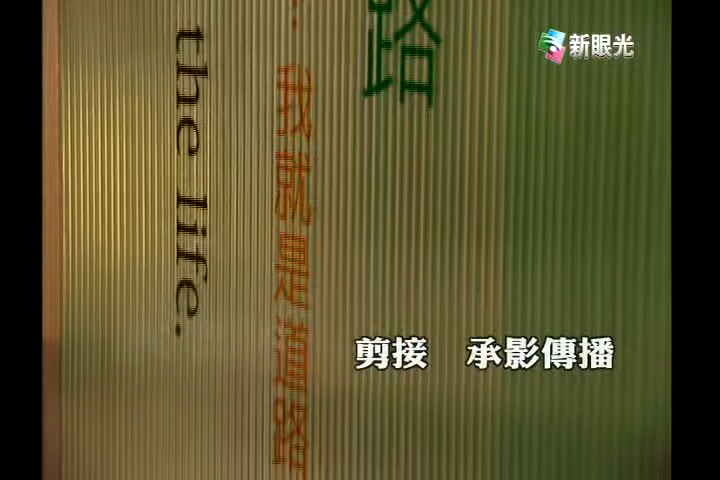 新眼光
路
我就是道路
the life.
剪接 承影傳播